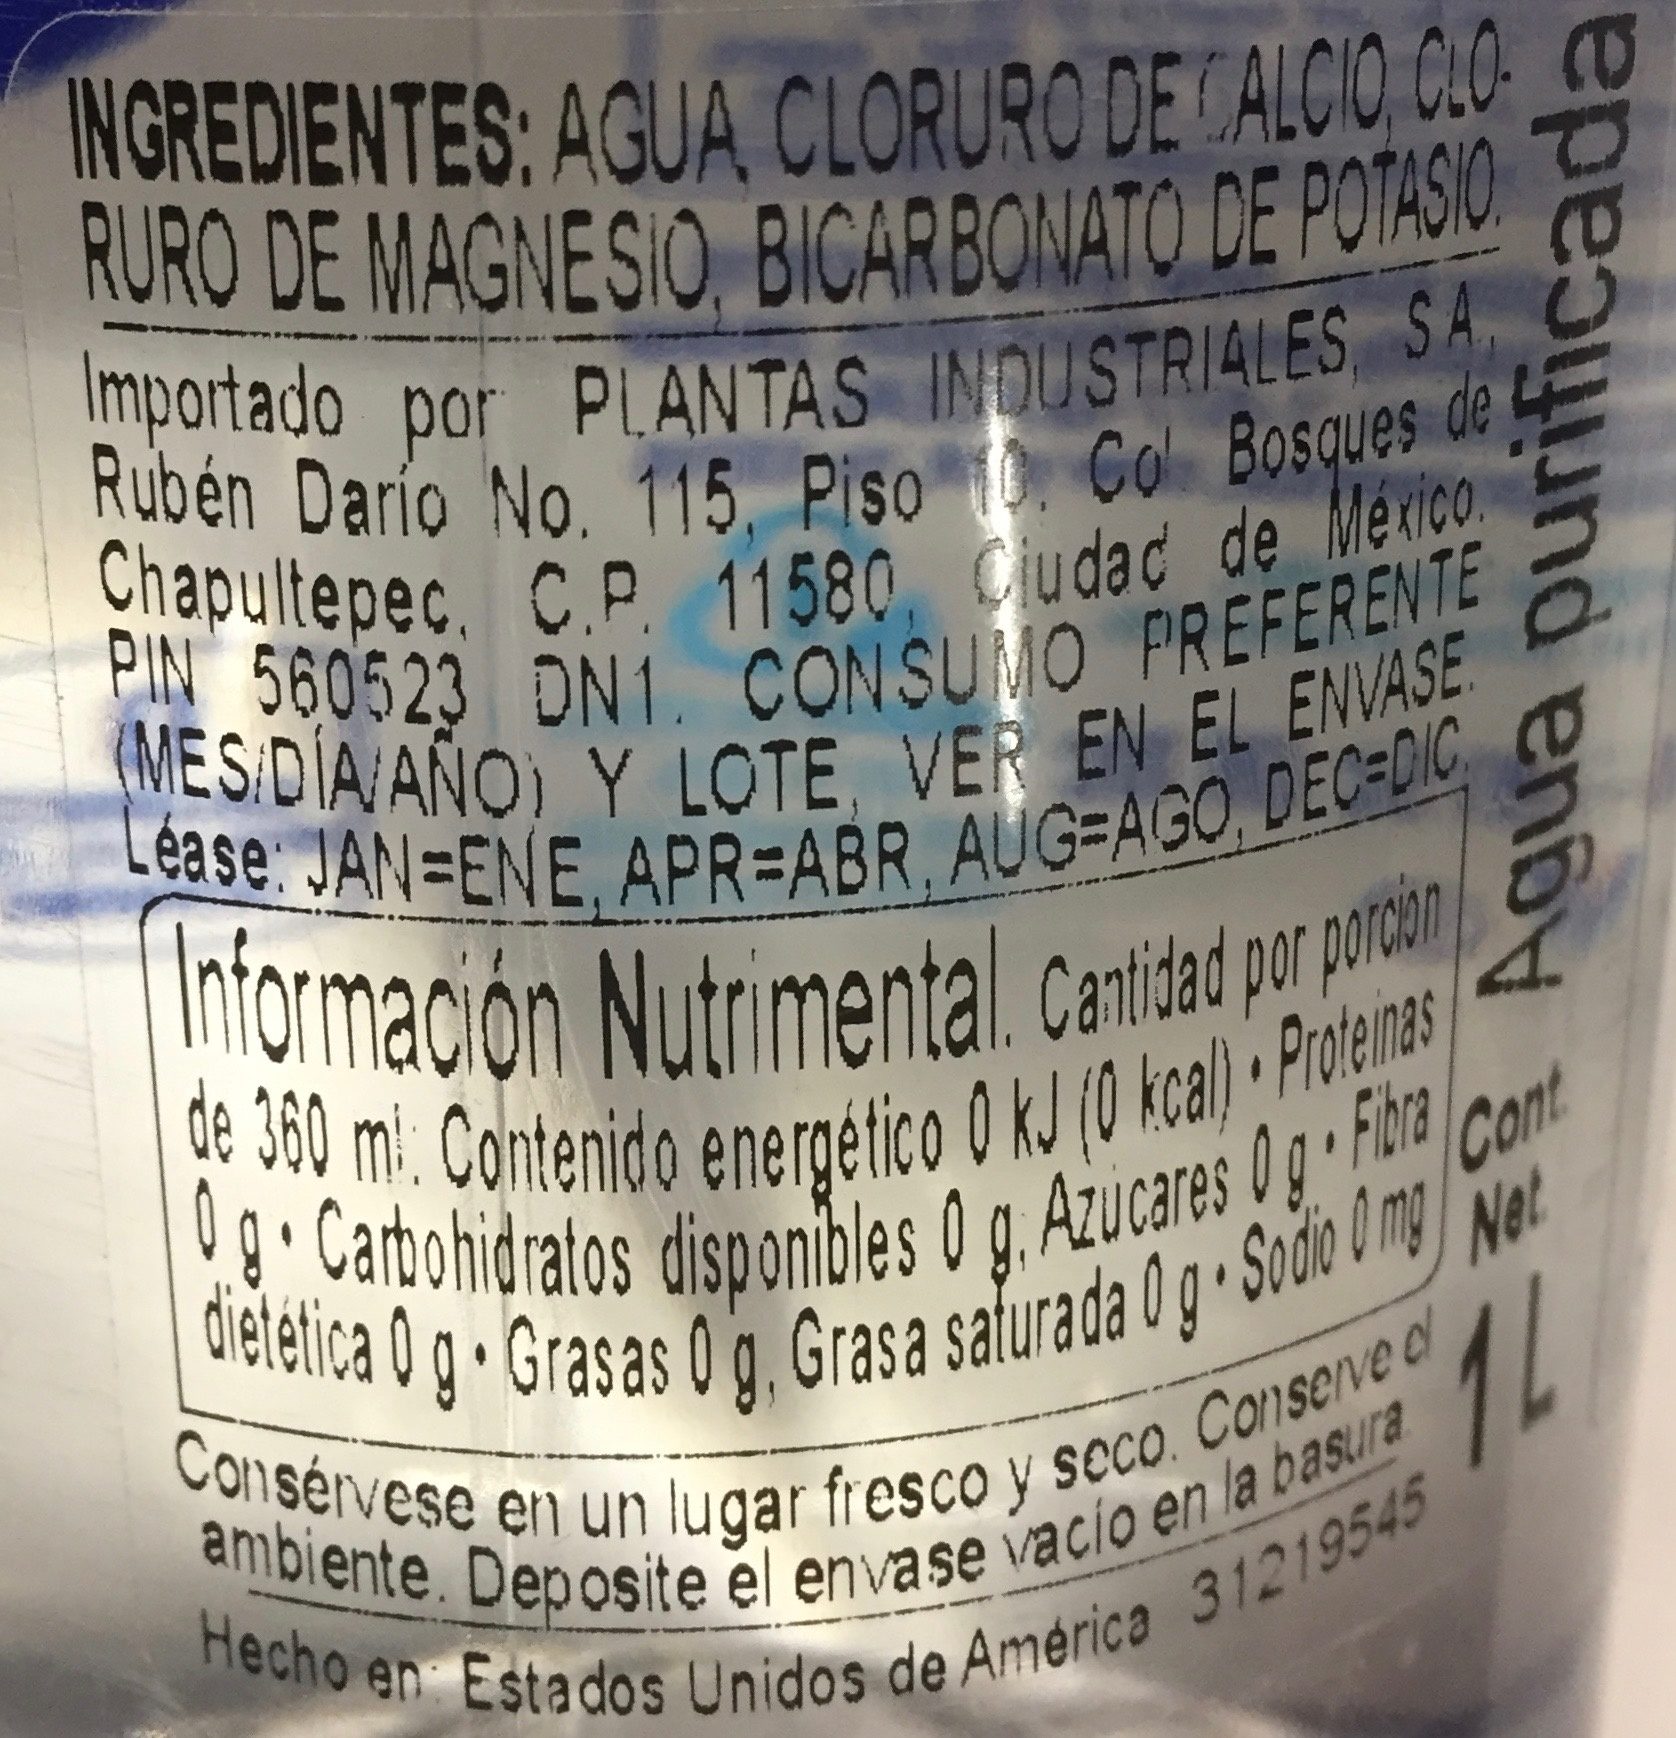 INGREDIENTES: AGUA, CLORURO DE CALCIO, CLO-
RURO DE MAGNESIO, BICARBONATO DE POTASIO.
Importado por PLANTAS INDUSTRIALES, S.A.,
Rubén Darío No. 115, Piso 10, Col Bosques de
Chapultepec, C.P. 11580, Ciudad de México.
PIN 560523 DN1. CONSUMO PREFERENTE
(MES/DÍA/AÑO) Y LOTE, VER EN EL ENVASE.
Léase: JAN=ENE, APR=ABR, AUG=AGO, DEC=DIC.
Información Nutrimental. Cantidad por porción
de 360 ml: Contenido energético 0 kJ (0 kcal) • Proteínas
0 g • Carbohidratos disponibles 0 g, Azúcares 0 g • Fibra
dietética 0 g • Grasas 0 g, Grasa saturada 0 g • Sodio 0 mg
Consérvese en un lugar fresco y seco. Conserve el
ambiente. Deposite el envase vacío en la basura.
Hecho en: Estados Unidos de América 31219545
Agua purificada
Cont.
Net.
1 L